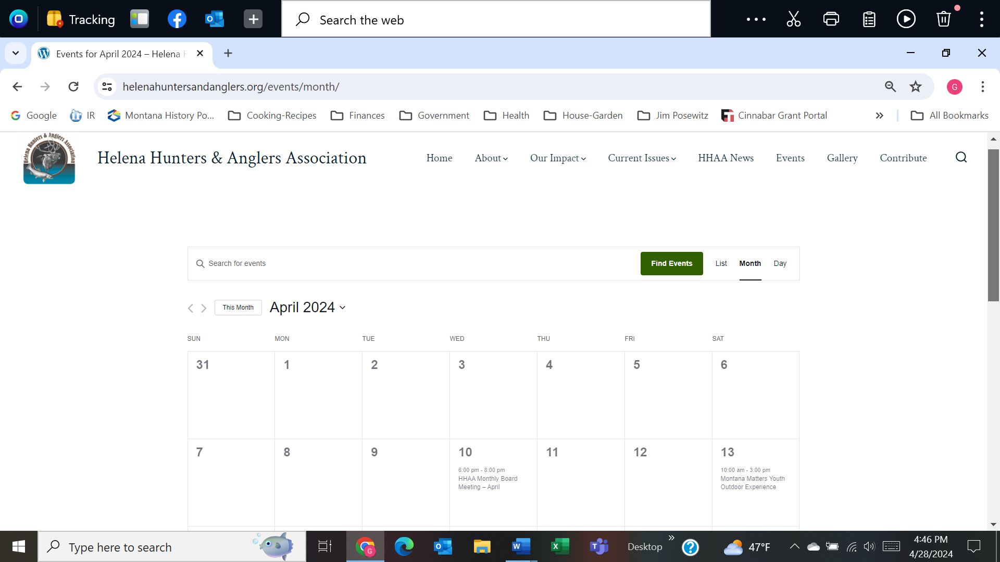 Tracking
Search the web
Events for April 2024 – Helena H
helenahuntersandanglers.org/events/month/
G
Google IR Montana History Po... Cooking-Recipes Finances Government Health House-Garden Jim Posewitz Cinnabar Grant Portal » All Bookmarks
Helena Hunters & Anglers Association
Helena Hunters & Anglers Association Home About Our Impact Current Issues HHAA News Events Gallery Contribute
Search for events Find Events List Month Day
This Month April 2024
SUN MON TUE WED THU FRI SAT
31 1 2 3 4 5 6
7 8 9 10 11 12 13
6:00 pm - 8:00 pm
HHAA Monthly Board
Meeting – April
10:00 am - 3:00 pm
Montana Matters Youth
Outdoor Experience
Type here to search
Desktop » 47°F
4:46 PM
4/28/2024